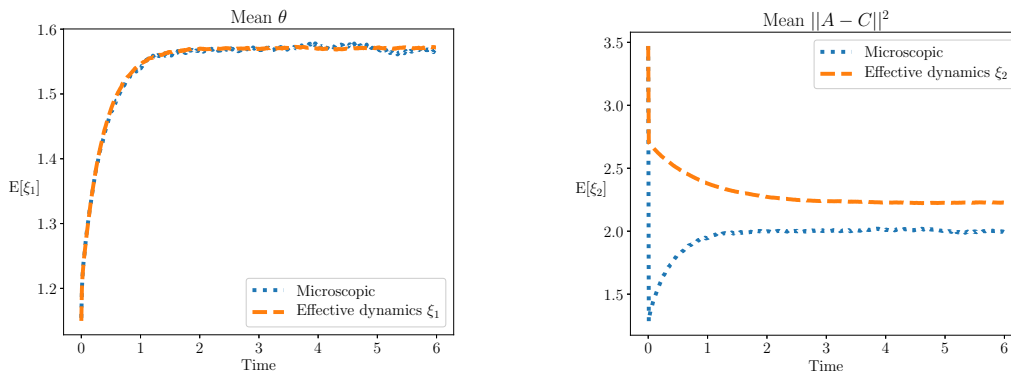 Mean θ
1.6
1.5
1.4
E[ξ₁]
1.3
1.2
Microscopic
Effective dynamics ξ₁
0 1 2 3 4 5 6
Time
Mean ||A − C||²
3.5
Microscopic
Effective dynamics ξ₂
3.0
2.5
E[ξ₂]
2.0
1.5
0 1 2 3 4 5 6
Time